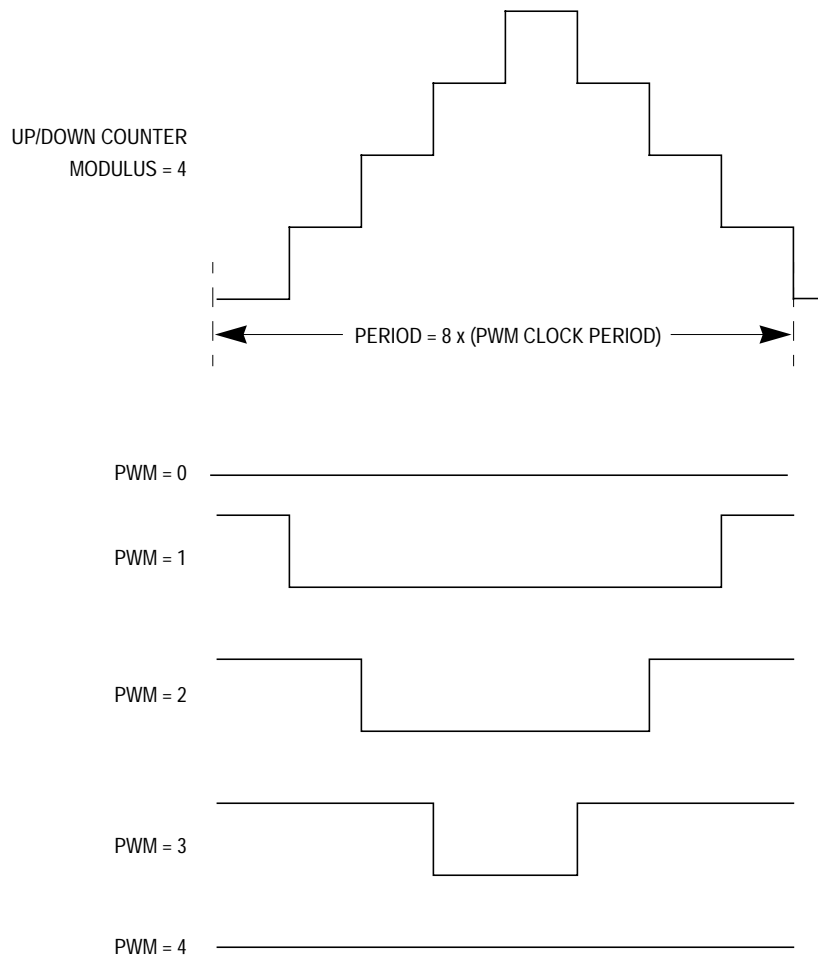 UP/DOWN COUNTER
MODULUS = 4
PERIOD = 8 x (PWM CLOCK PERIOD)
PWM = 0
PWM = 1
PWM = 2
PWM = 3
PWM = 4